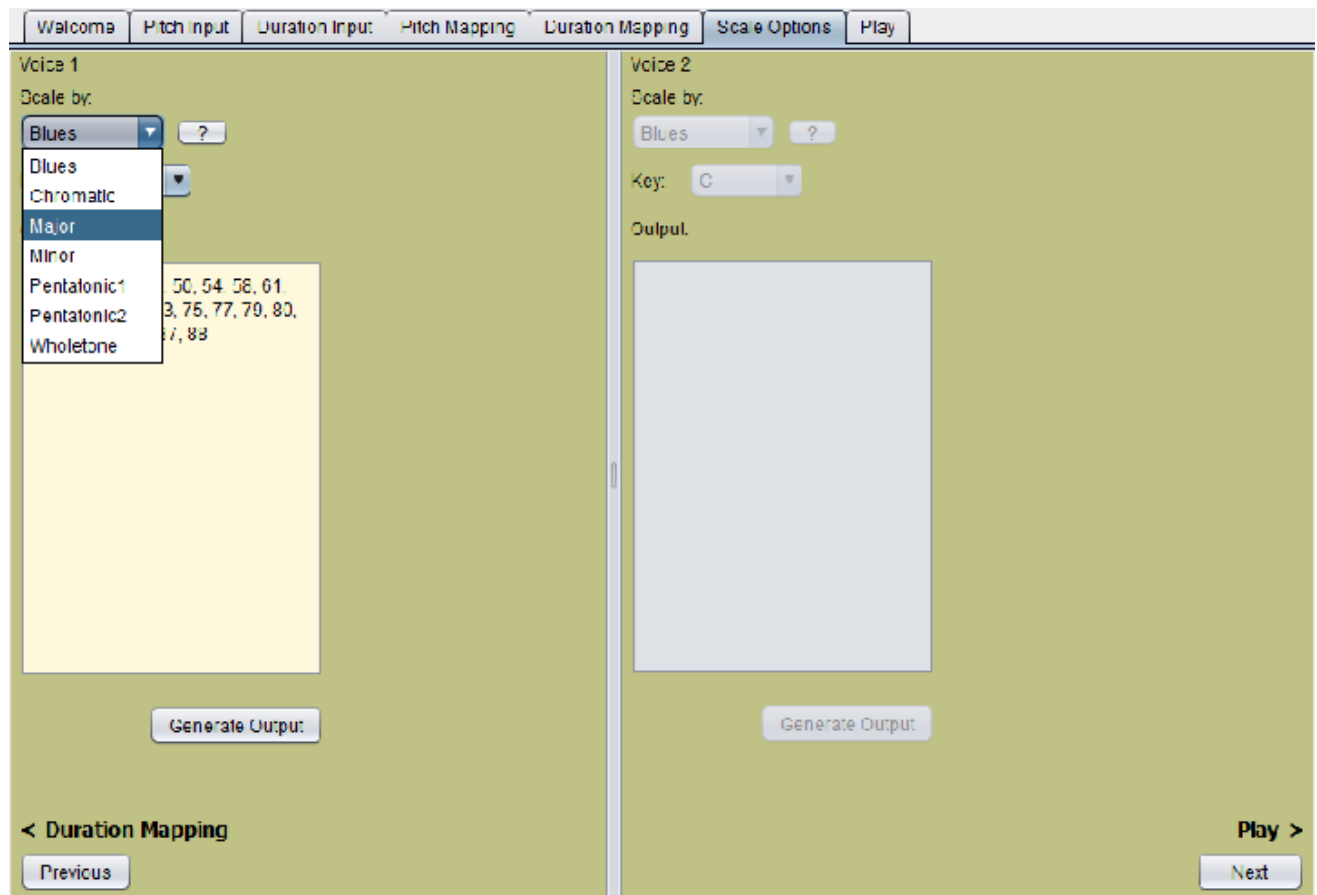 Welcome Pitch Input Duration Input Pitch Mapping Duration Mapping Scale Options Play
Voice 1
Scale by:
Blues ?
Blues
Chromatic
Major
Minor
Pentatonic1
Pentatonic2
Wholetone
50, 54, 58, 61,
75, 77, 79, 80,
88
Generate Output
< Duration Mapping
Previous
Voice 2
Scale by:
Blues ?
Key: C
Output:
Generate Output
Play >
Next